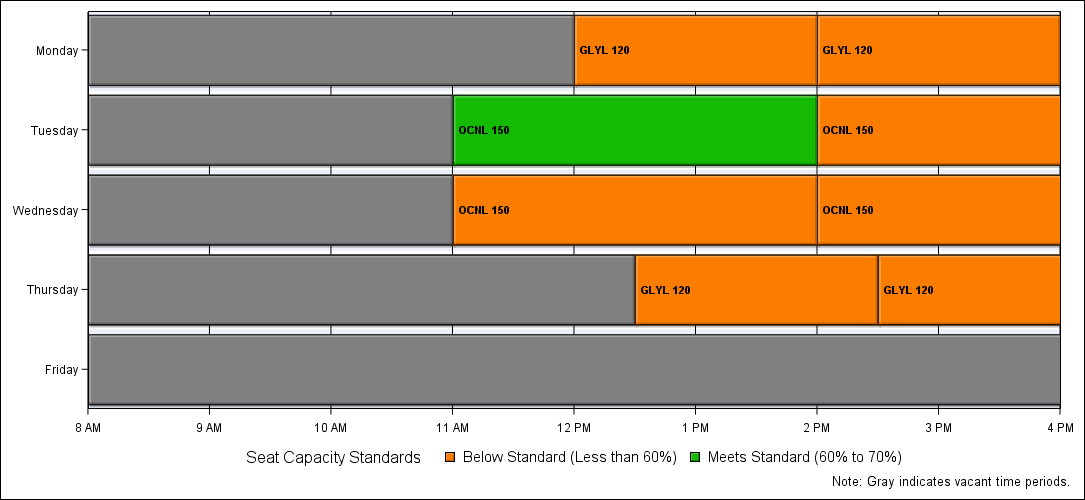 Monday
GLYL 120
GLYL 120
Tuesday
OCNL 150
OCNL 150
Wednesday
OCNL 150
OCNL 150
Thursday
GLYL 120
GLYL 120
Friday
8 AM 9 AM 10 AM 11 AM 12 PM 1 PM 2 PM 3 PM 4 PM
Seat Capacity Standards Below Standard (Less than 60%) Meets Standard (60% to 70%)
Note: Gray indicates vacant time periods.